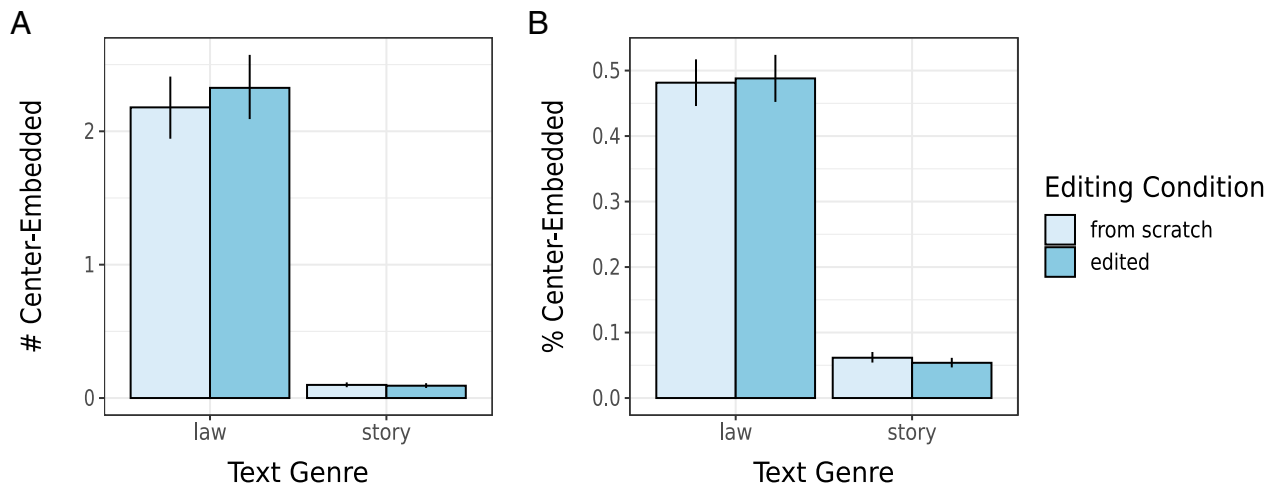 A
# Center-Embedded
2
1
0
law
story
Text Genre
B
% Center-Embedded
0.5
0.4
0.3
0.2
0.1
0.0
law
story
Text Genre
Editing Condition
from scratch
edited